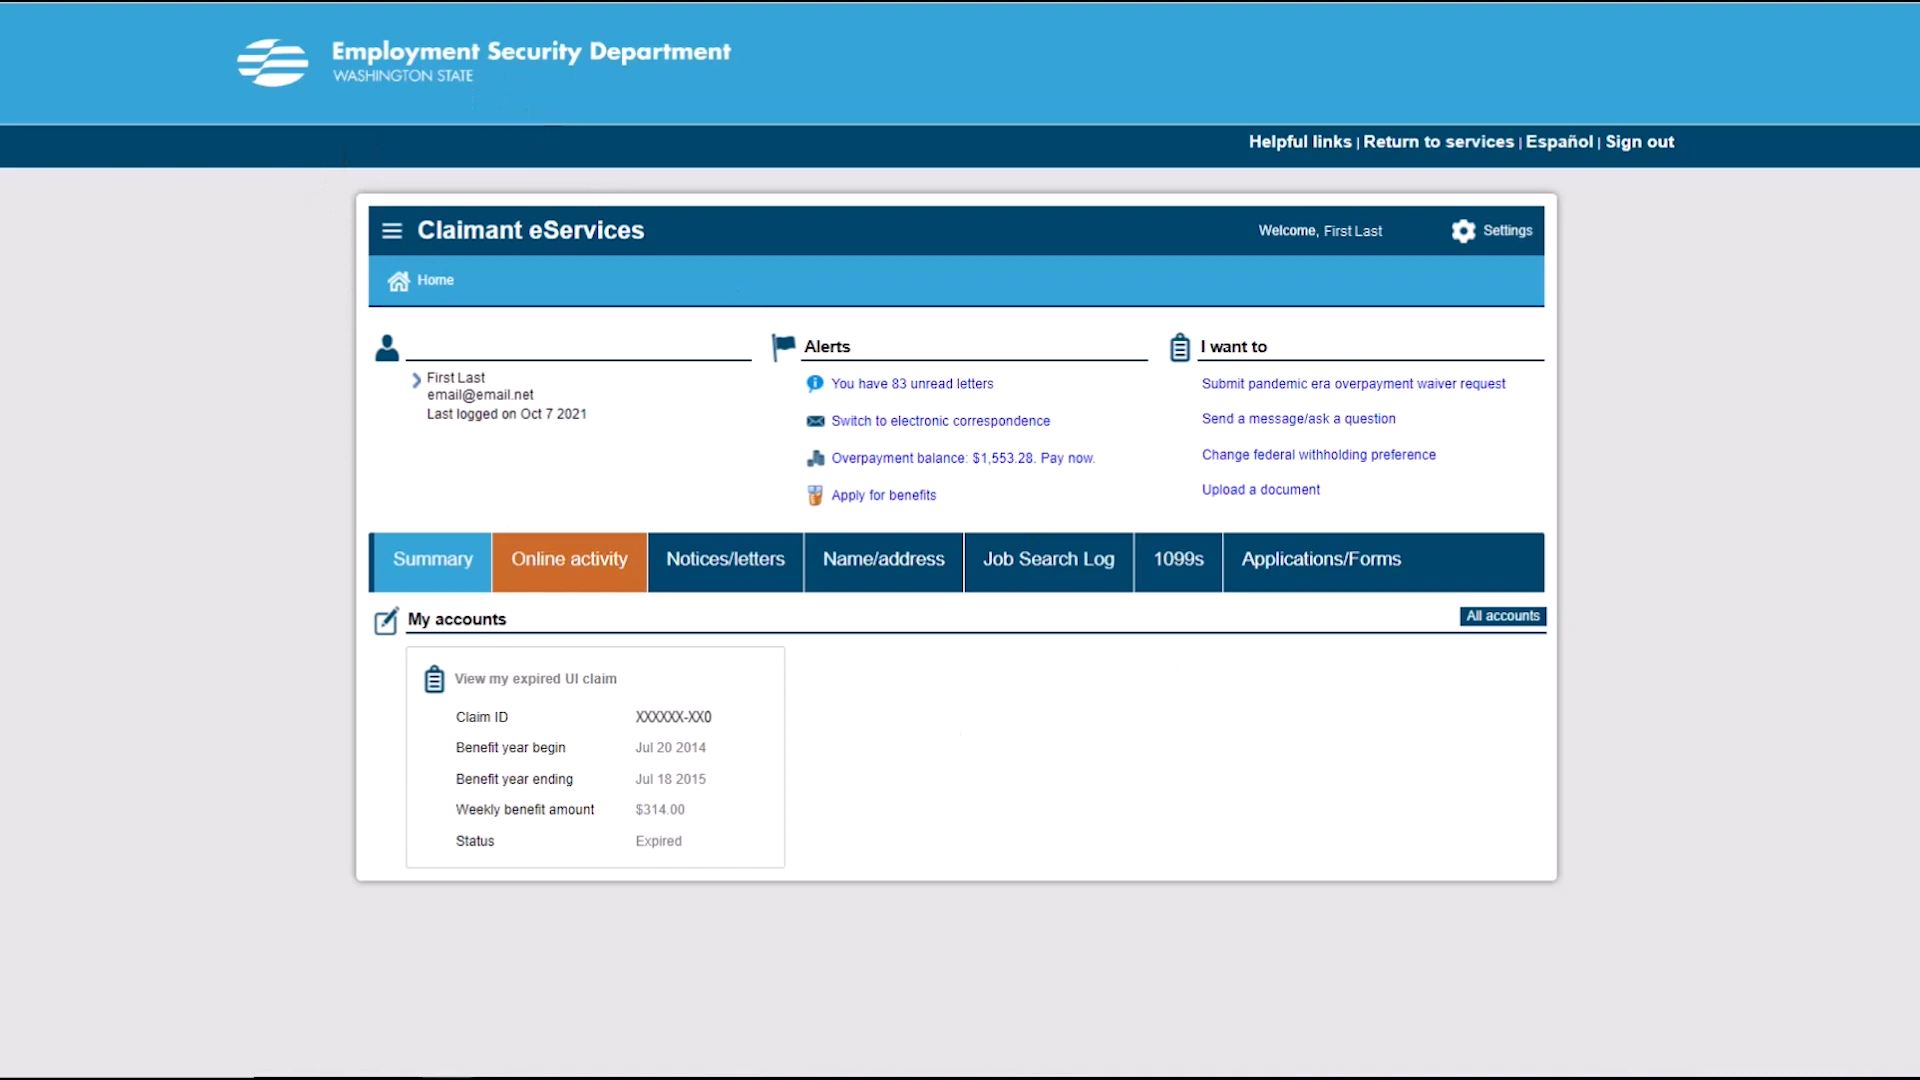 Employment Security Department
WASHINGTON STATE
Helpful links | Return to services | Español | Sign out
Claimant eServices
Welcome, First Last
Settings
Home
First Last
email@email.net
Last logged on Oct 7 2021
Alerts
You have 83 unread letters
Switch to electronic correspondence
Overpayment balance: $1,553.28. Pay now.
Apply for benefits
I want to
Submit pandemic era overpayment waiver request
Send a message/ask a question
Change federal withholding preference
Upload a document
Summary
Online activity
Notices/letters
Name/address
Job Search Log
1099s
Applications/Forms
My accounts
All accounts
View my expired UI claim
Claim ID XXXXXX-XX0
Benefit year begin Jul 20 2014
Benefit year ending Jul 18 2015
Weekly benefit amount $314.00
Status Expired